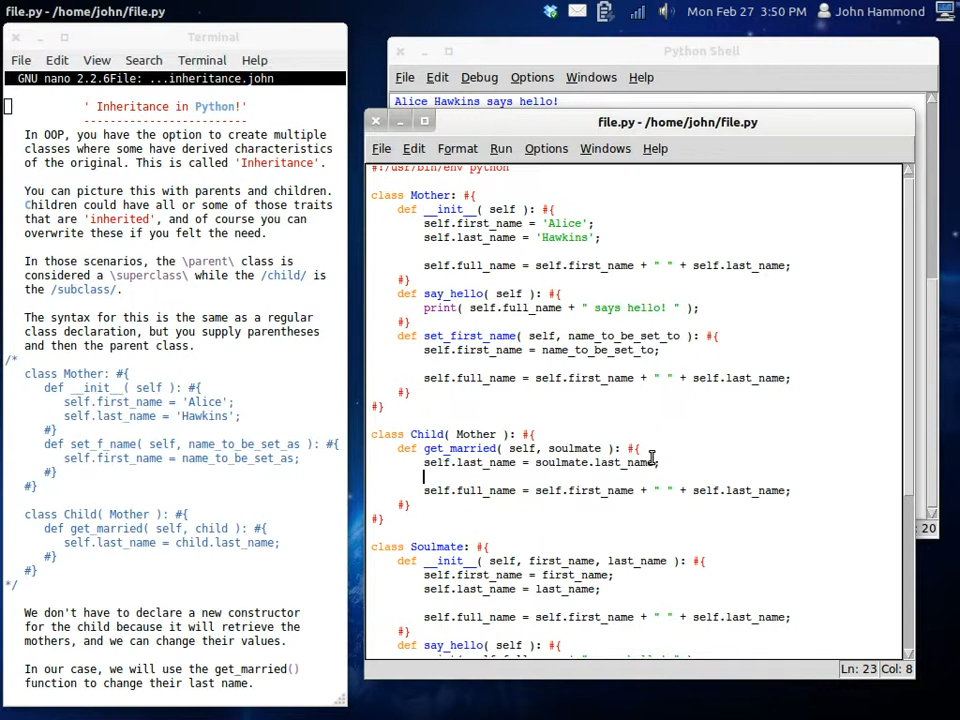 file.py - /home/john/file.py
Mon Feb 27 3:50 PM John Hammond
Terminal
File Edit View Search Terminal Help
GNU nano 2.2.6File: ...inheritance.john
' Inheritance in Python!'
-------------------------
In OOP, you have the option to create multiple
classes where some have derived characteristics
of the original. This is called 'Inheritance'.
You can picture this with parents and children.
Children could have all or some of those traits
that are 'inherited', and of course you can
overwrite these if you felt the need.
In those scenarios, the \parent\ class is
considered a \superclass\ while the /child/ is
the /subclass/.
The syntax for this is the same as a regular
class declaration, but you supply parentheses
and then the parent class.
/*
class Mother: #{
def __init__( self ): #{
self.first_name = 'Alice';
self.last_name = 'Hawkins';
#}
def set_f_name( self, name_to_be_set_as ): #{
self.first_name = name_to_be_set_as;
#}
#}
class Child( Mother ): #{
def get_married( self, child ): #{
self.last_name = child.last_name;
#}
#}
*/
We don't have to declare a new constructor
for the child because it will retrieve the
mothers, and we can change their values.
In our case, we will use the get_married()
function to change their last name.
Python Shell
File Edit Debug Options Windows Help
Alice Hawkins says hello!
file.py - /home/john/file.py
File Edit Format Run Options Windows Help
#!/usr/bin/env python
class Mother: #{
def __init__( self ): #{
self.first_name = 'Alice';
self.last_name = 'Hawkins';
self.full_name = self.first_name + " " + self.last_name;
#}
def say_hello( self ): #{
print( self.full_name + " says hello! " );
#}
def set_first_name( self, name_to_be_set_to ): #{
self.first_name = name_to_be_set_to;
self.full_name = self.first_name + " " + self.last_name;
#}
#}
class Child( Mother ): #{
def get_married( self, soulmate ): #{
self.last_name = soulmate.last_name;
self.full_name = self.first_name + " " + self.last_name;
#}
#}
class Soulmate: #{
def __init__( self, first_name, last_name ): #{
self.first_name = first_name;
self.last_name = last_name;
self.full_name = self.first_name + " " + self.last_name;
#}
def say_hello( self ): #{
: 20
Ln: 23 Col: 8